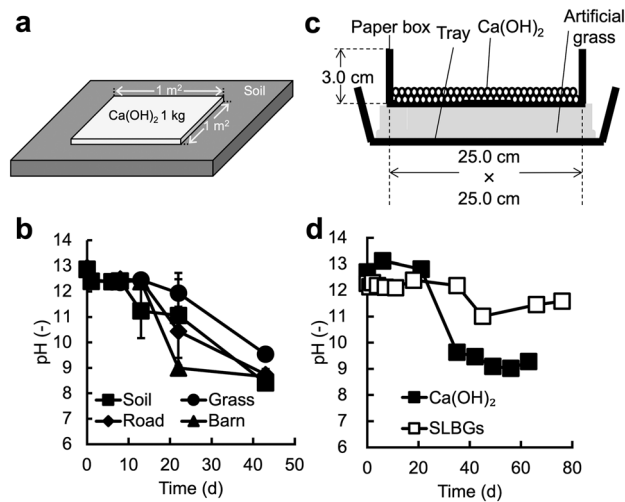 a
1 m²
Soil
Ca(OH)₂ 1 kg
1 m²
c
Paper box
Tray
Ca(OH)₂
Artificial
grass
3.0 cm
25.0 cm
×
25.0 cm
b
13
12
11
10
9
8
7
6
pH (-)
Soil
Grass
Road
Barn
0
10
20
30
40
50
Time (d)
d
13
12
11
10
9
8
7
6
pH (-)
Ca(OH)₂
SLBGs
0
20
40
60
80
Time (d)